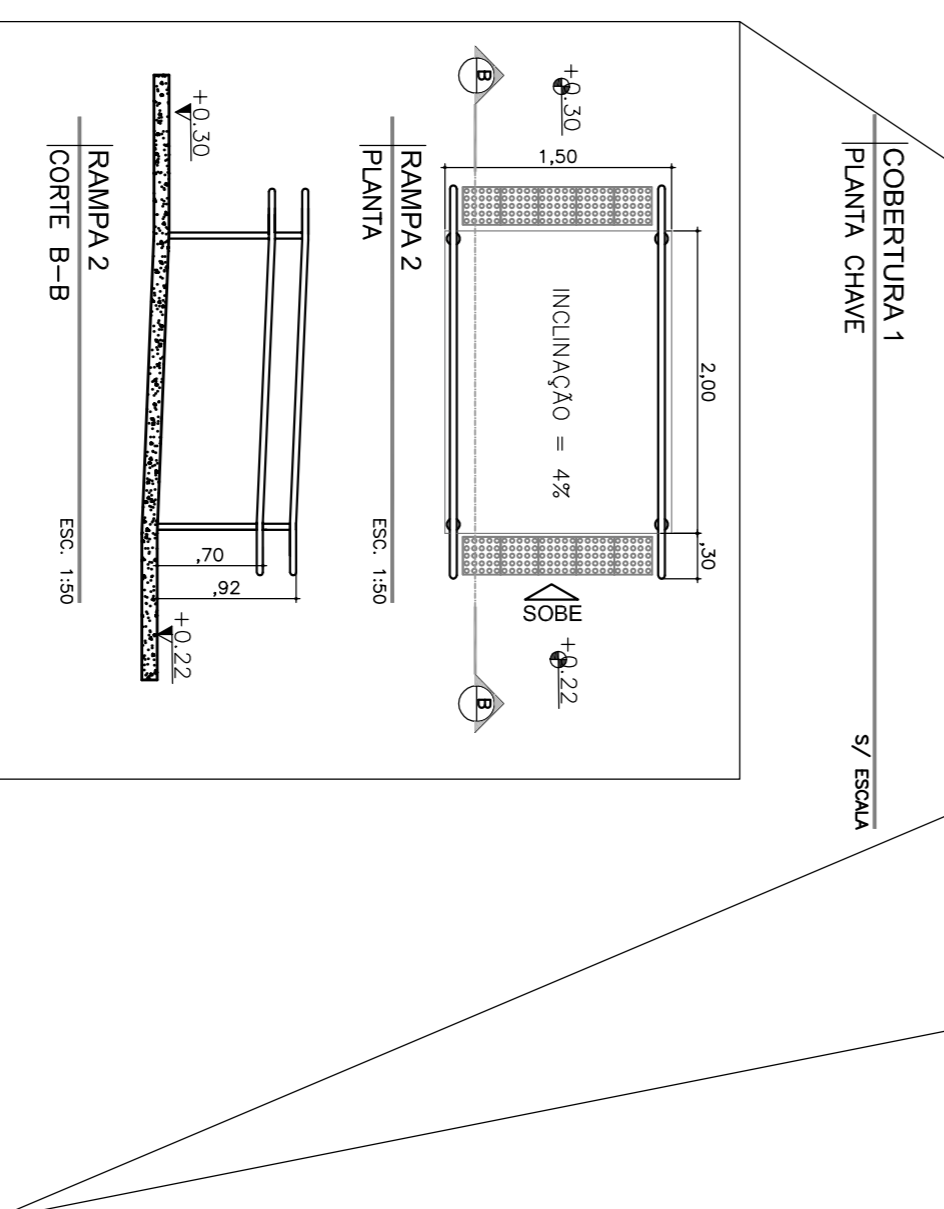 COBERTURA 1
PLANTA CHAVE
S/ ESCALA
+0.30
B
1,50
2,00
,30
INCLINAÇÃO = 4%
SOBE
+0.22
B
RAMPA 2
PLANTA
ESC. 1:50
+0.30
,70
,92
+0.22
RAMPA 2
CORTE B-B
ESC. 1:50